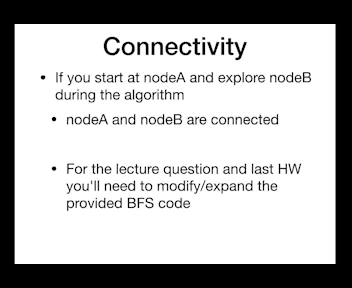 Connectivity
• If you start at nodeA and explore nodeB
during the algorithm
• nodeA and nodeB are connected
• For the lecture question and last HW
you'll need to modify/expand the
provided BFS code